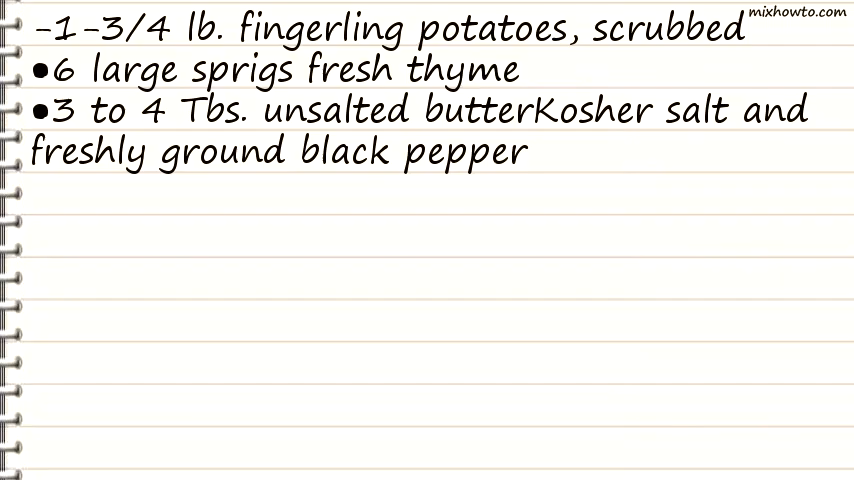 mixhowto.com
-1-3/4 lb. fingerling potatoes, scrubbed
•6 large sprigs fresh thyme
•3 to 4 Tbs. unsalted butterKosher salt and
freshly ground black pepper